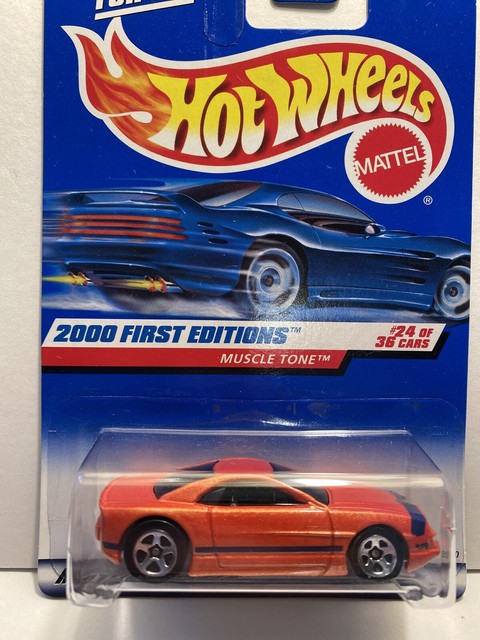 HOT WHEELS
MATTEL
®
2000 FIRST EDITIONS™
#24 OF
36 CARS
MUSCLE TONE™